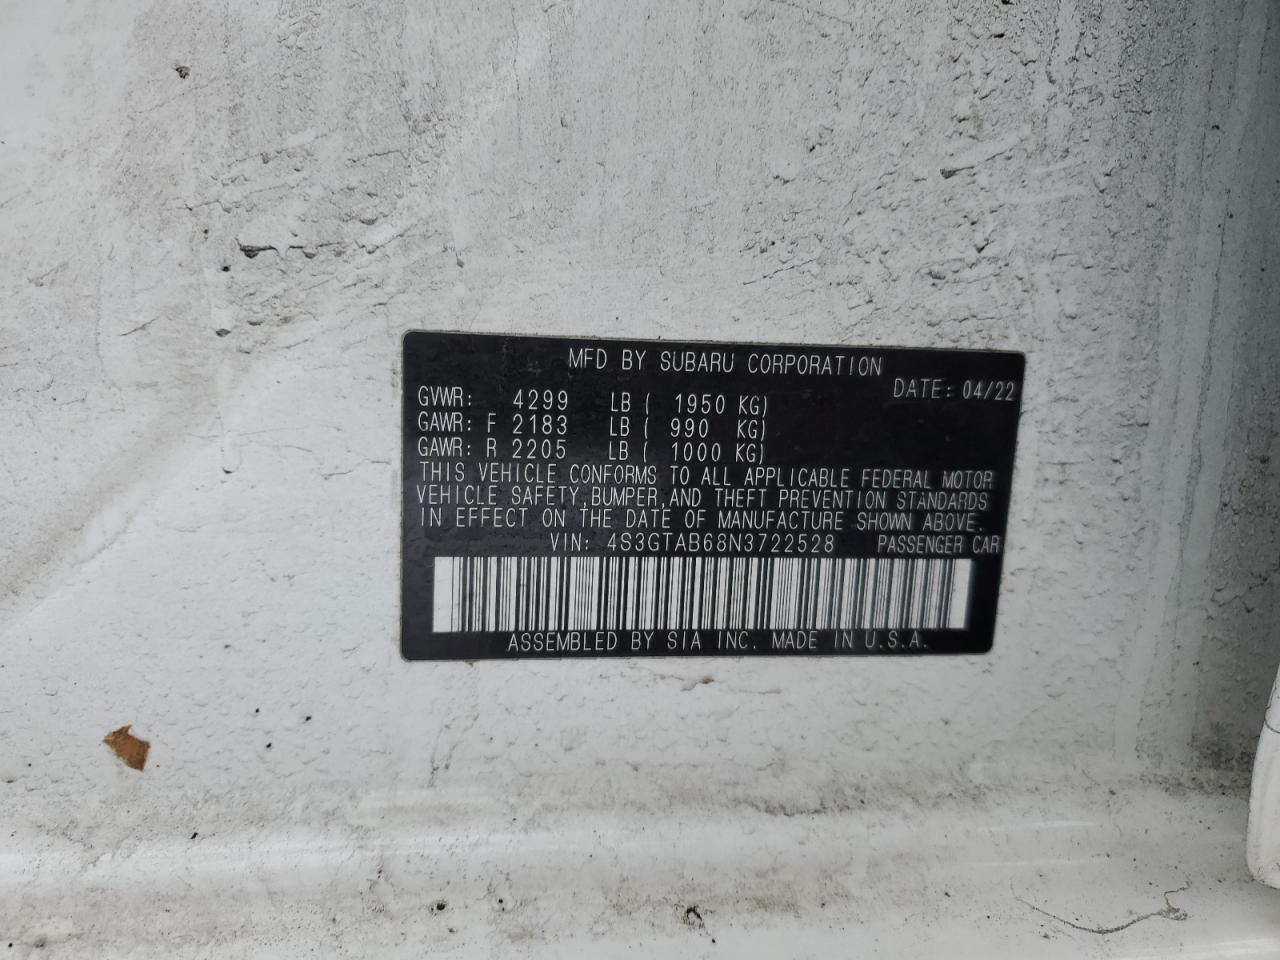 MFD BY SUBARU CORPORATION
DATE: 04/22
GVWR: 4299 LB ( 1950 KG)
GAWR: F 2183 LB ( 990 KG)
GAWR: R 2205 LB ( 1000 KG)
THIS VEHICLE CONFORMS TO ALL APPLICABLE FEDERAL MOTOR
VEHICLE SAFETY, BUMPER, AND THEFT PREVENTION STANDARDS
IN EFFECT ON THE DATE OF MANUFACTURE SHOWN ABOVE.
VIN: 4S3GTAB68N3722528 PASSENGER CAR
ASSEMBLED BY SIA INC. MADE IN U.S.A.